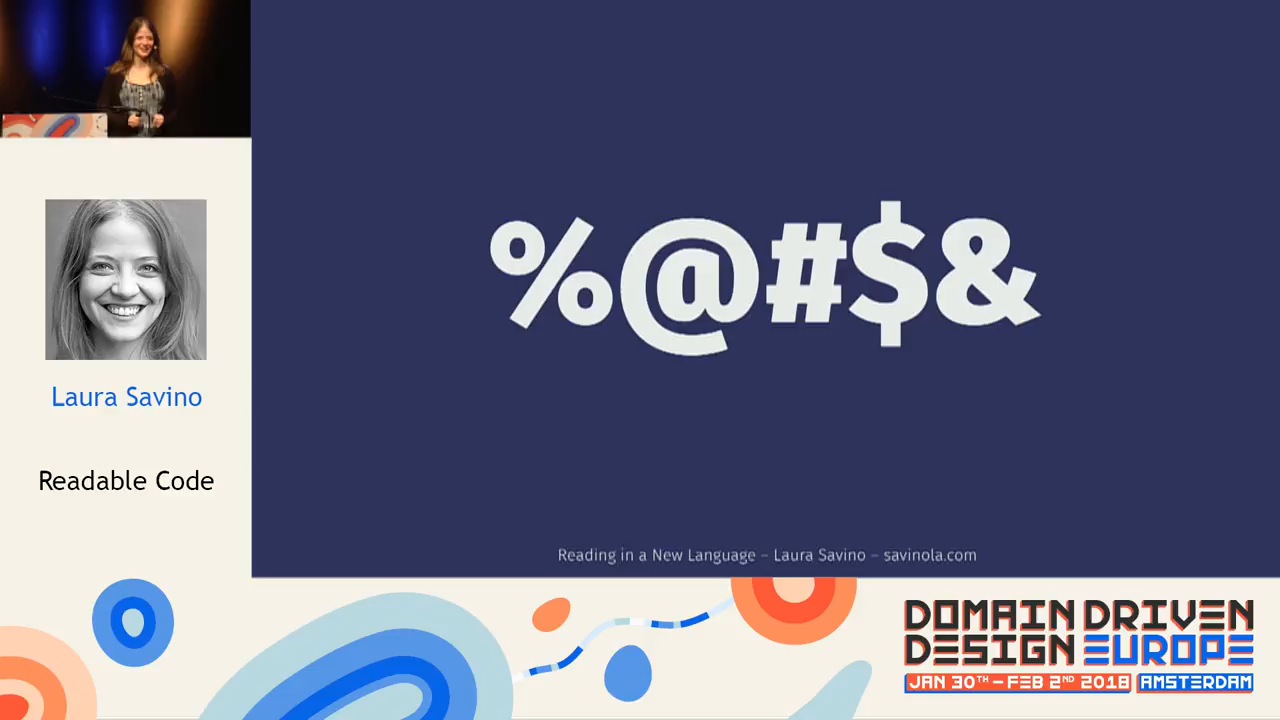 %@#$&
Laura Savino
Readable Code
Reading in a New Language – Laura Savino – savinola.com
DOMAIN DRIVEN
DESIGN EUROPE
JAN 30TH – FEB 2ND 2018 AMSTERDAM